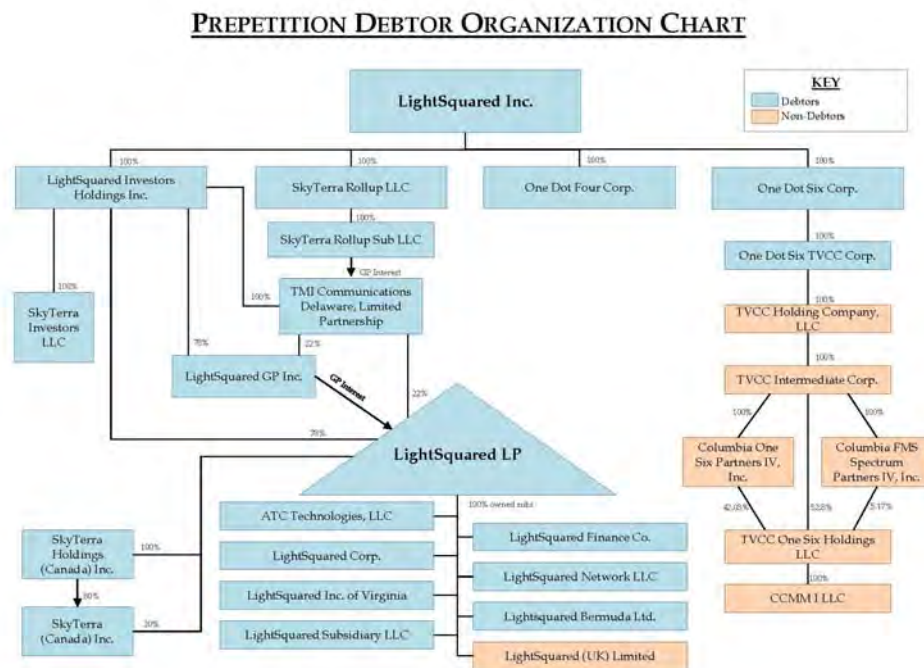 PREPETITION DEBTOR ORGANIZATION CHART
LightSquared Inc.
KEY
Debtors
Non-Debtors
100%
100%
100%
100%
LightSquared Investors
Holdings Inc.
SkyTerra Rollup LLC
One Dot Four Corp.
One Dot Six Corp.
100%
100%
SkyTerra Rollup Sub LLC
One Dot Six TVCC Corp.
GP Interest
100%
100%
100%
SkyTerra
Investors
LLC
TMI Communications
Delaware, Limited
Partnership
TVCC Holding Company,
LLC
78%
22%
100%
LightSquared GP Inc.
TVCC Intermediate Corp.
GP Interest
22%
100%
100%
78%
LightSquared LP
Columbia One
Six Partners IV,
Inc.
Columbia FMS
Spectrum
Partners IV, Inc.
100% owned subs
ATC Technologies, LLC
LightSquared Finance Co.
SkyTerra
Holdings
(Canada) Inc.
100%
LightSquared Corp.
TVCC One Six Holdings
LLC
LightSquared Network LLC
100%
80%
LightSquared Inc. of Virginia
CCMM I LLC
SkyTerra
(Canada) Inc.
20%
Lightsquared Bermuda Ltd.
LightSquared Subsidiary LLC
LightSquared (UK) Limited